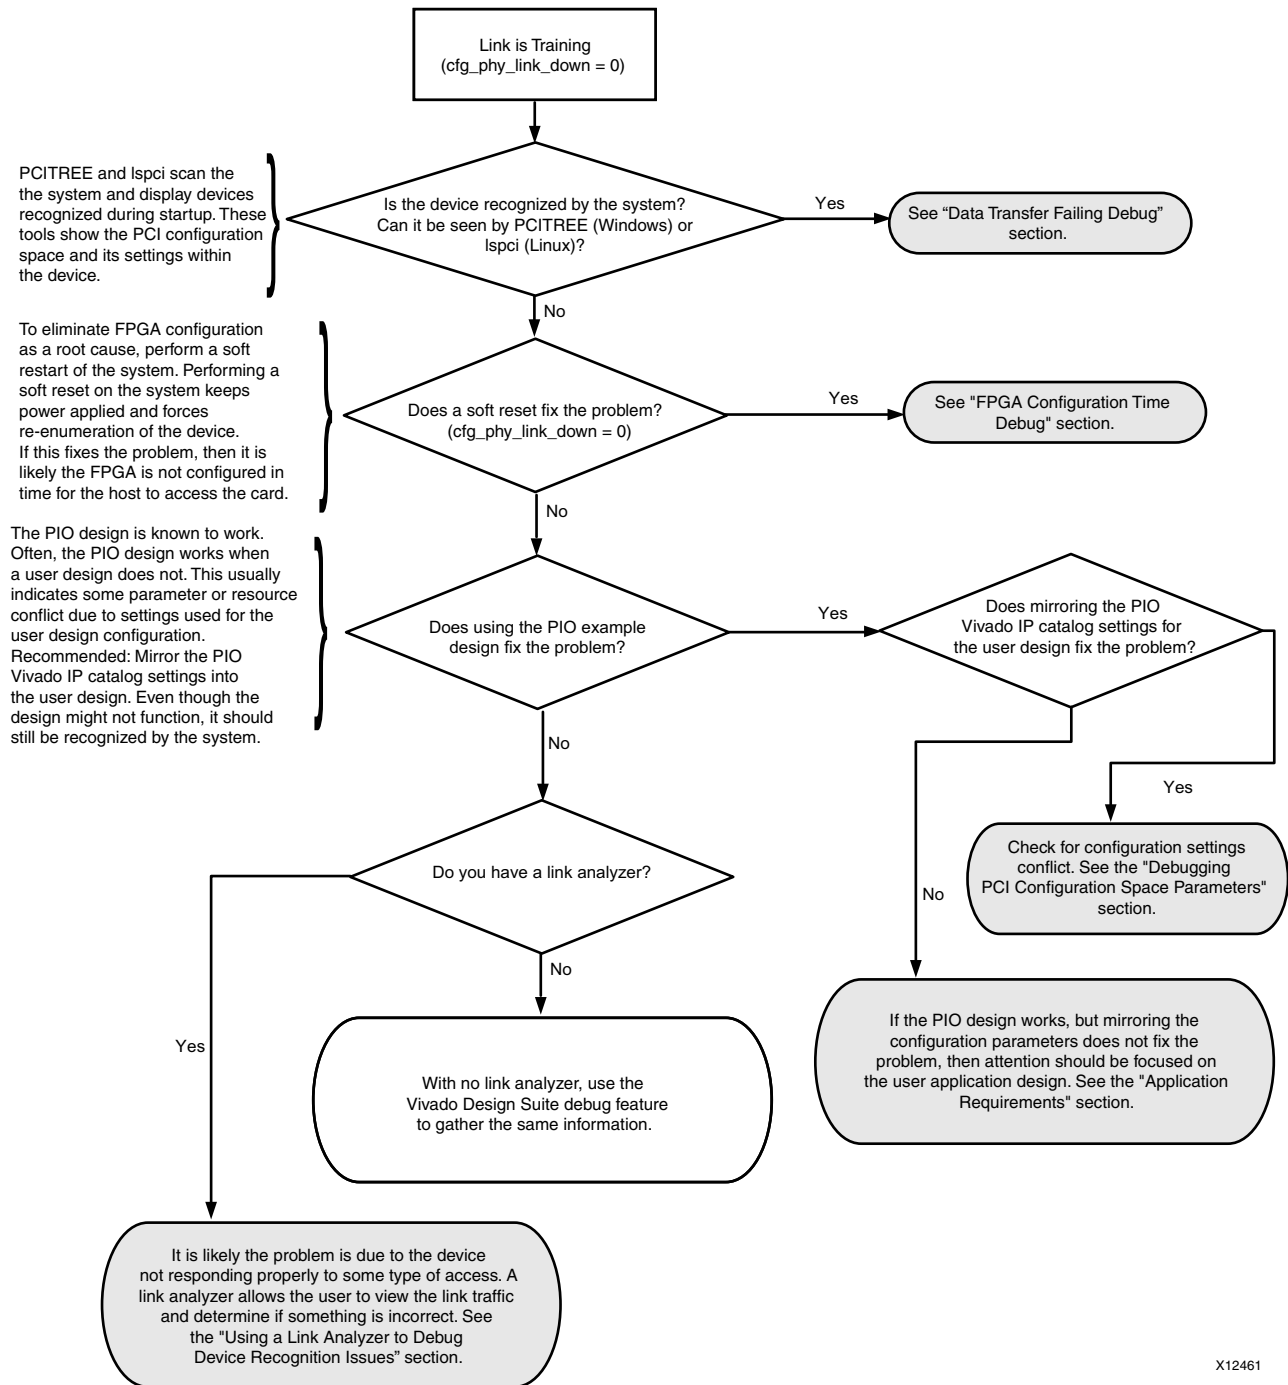 Link is Training
(cfg_phy_link_down = 0)
PCITREE and lspci scan the
the system and display devices
recognized during startup. These
tools show the PCI configuration
space and its settings within
the device.
Is the device recognized by the system?
Can it be seen by PCITREE (Windows) or
lspci (Linux)?
Yes
See “Data Transfer Failing Debug”
section.
No
To eliminate FPGA configuration
as a root cause, perform a soft
restart of the system. Performing a
soft reset on the system keeps
power applied and forces
re-enumeration of the device.
If this fixes the problem, then it is
likely the FPGA is not configured in
time for the host to access the card.
Does a soft reset fix the problem?
(cfg_phy_link_down = 0)
Yes
See "FPGA Configuration Time
Debug" section.
No
The PIO design is known to work.
Often, the PIO design works when
a user design does not. This usually
indicates some parameter or resource
conflict due to settings used for the
user design configuration.
Recommended: Mirror the PIO
Vivado IP catalog settings into
the user design. Even though the
design might not function, it should
still be recognized by the system.
Does using the PIO example
design fix the problem?
Yes
Does mirroring the PIO
Vivado IP catalog settings for
the user design fix the problem?
No
Yes
Check for configuration settings
conflict. See the "Debugging
PCI Configuration Space Parameters"
section.
No
If the PIO design works, but mirroring the
configuration parameters does not fix the
problem, then attention should be focused on
the user application design. See the "Application
Requirements" section.
Do you have a link analyzer?
No
With no link analyzer, use the
Vivado Design Suite debug feature
to gather the same information.
Yes
It is likely the problem is due to the device
not responding properly to some type of access. A
link analyzer allows the user to view the link traffic
and determine if something is incorrect. See
the "Using a Link Analyzer to Debug
Device Recognition Issues” section.
X12461